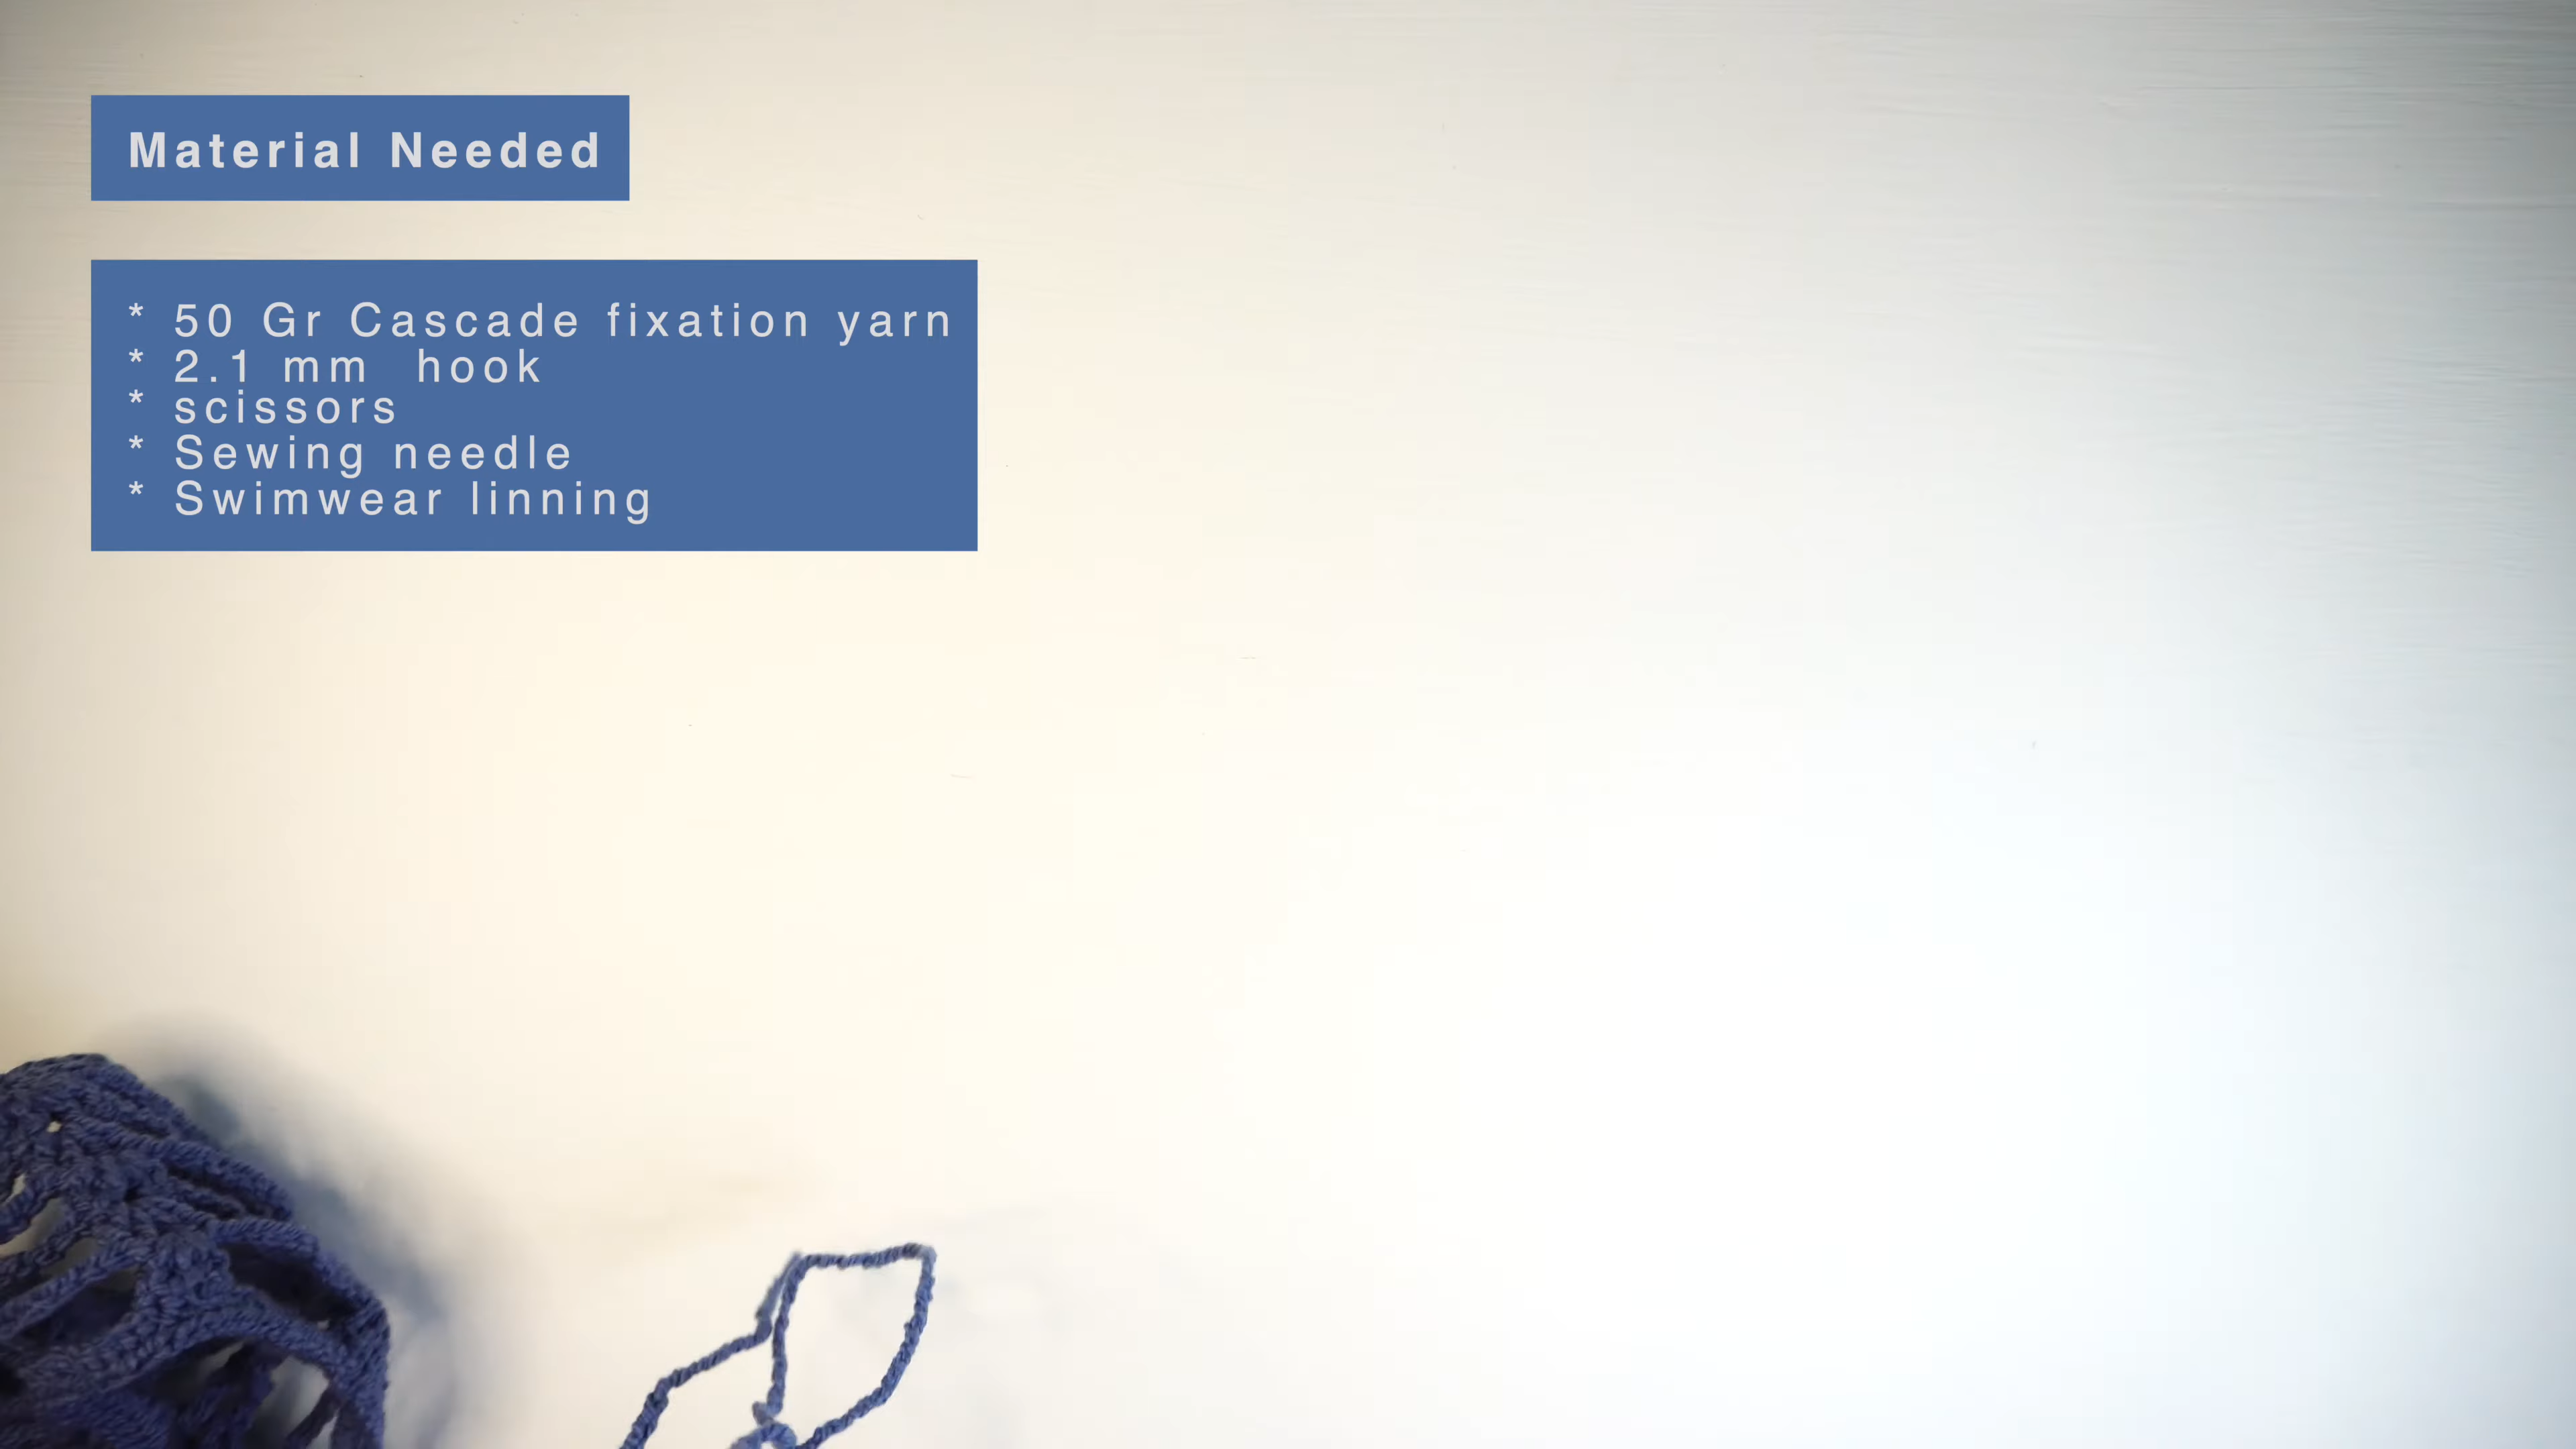 Material Needed
* 50 Gr Cascade fixation yarn
* 2.1 mm  hook
* scissors
* Sewing needle
* Swimwear linning